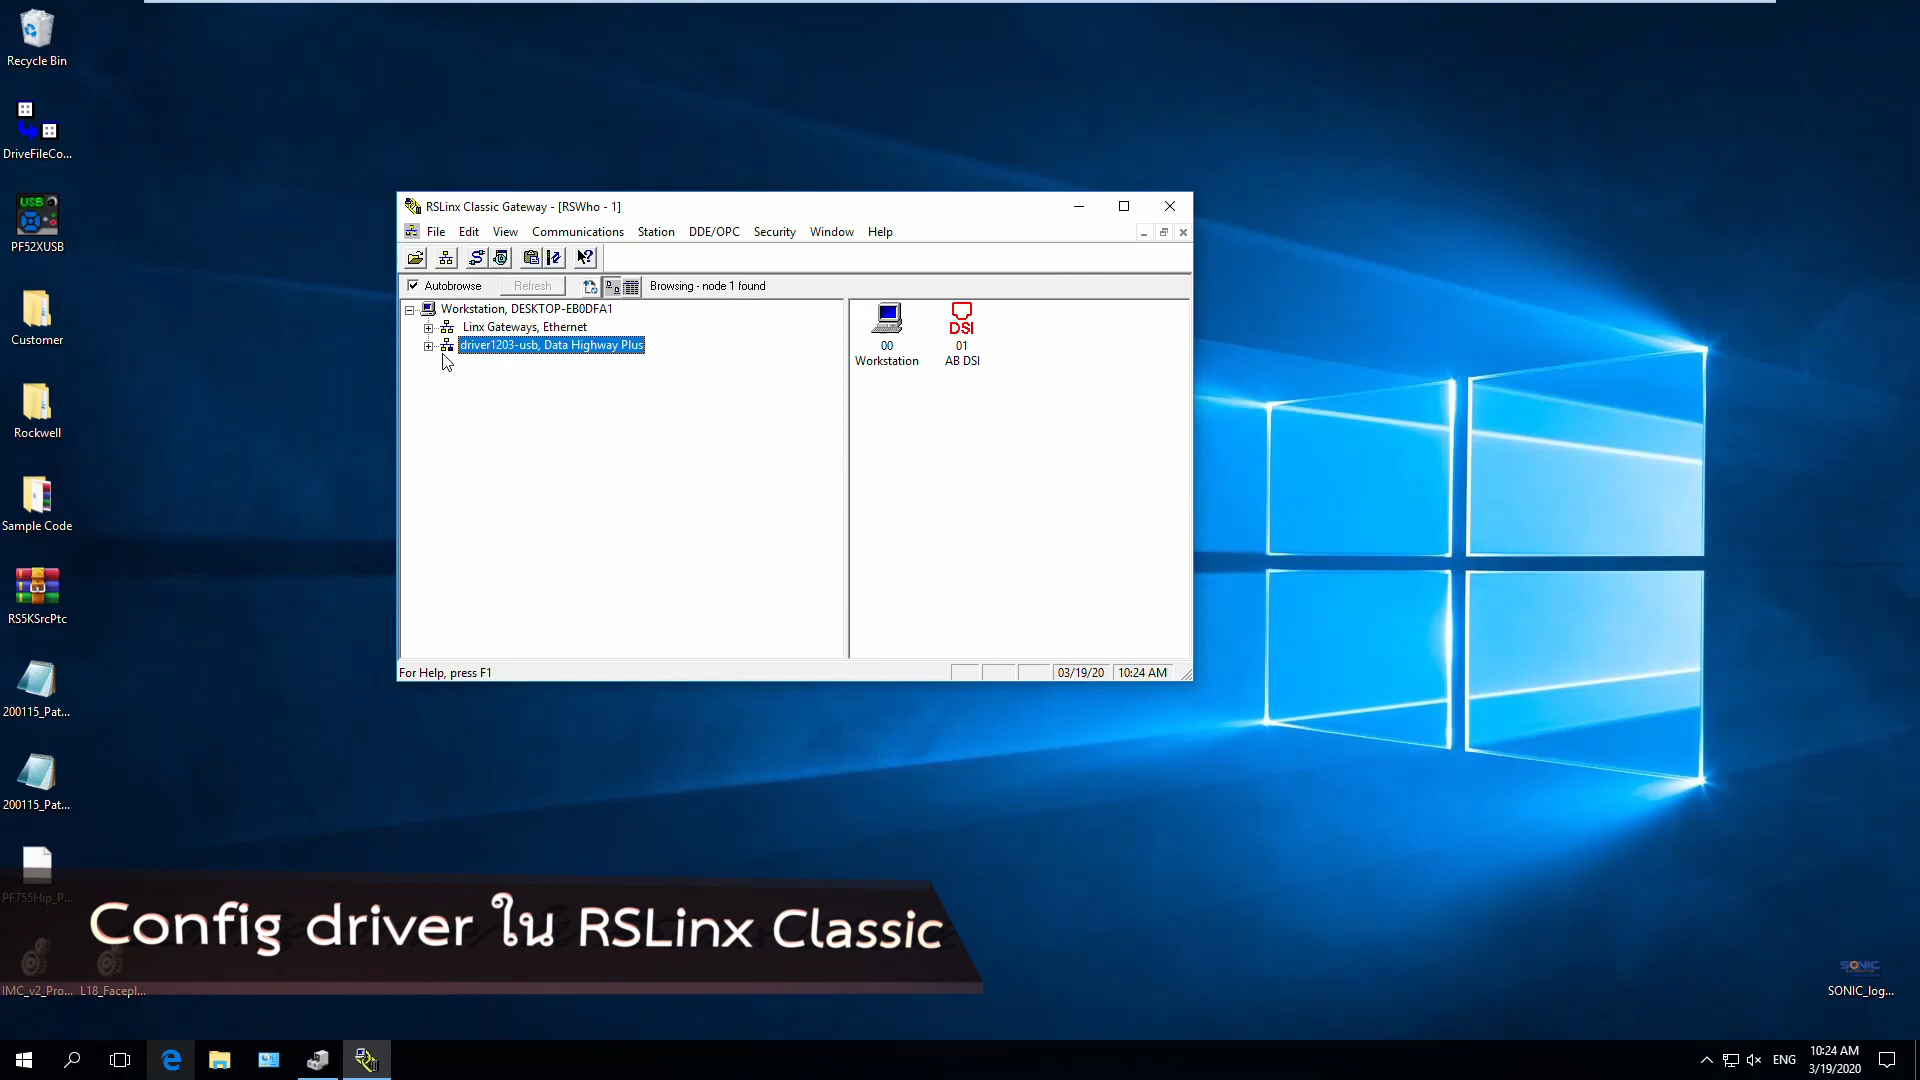 Recycle Bin
DriveFileCo...
USB
PF52XUSB
Customer
Rockwell
Sample Code
RS5KSrcPtc
200115_Pat...
200115_Pat...
PF755Hip_P...
IMC_v2_Pro...
L18_Facepl...
RSLinx Classic Gateway - [RSWho - 1]
File Edit View Communications Station DDE/OPC Security Window Help
Autobrowse Refresh Browsing - node 1 found
Workstation, DESKTOP-EB0DFA1
Linx Gateways, Ethernet
driver1203-usb, Data Highway Plus
00
Workstation
DSI
01
AB DSI
For Help, press F1
03/19/20 10:24 AM
Config driver ใน RSLinx Classic
SONIC
SONIC_log...
ENG
10:24 AM
3/19/2020